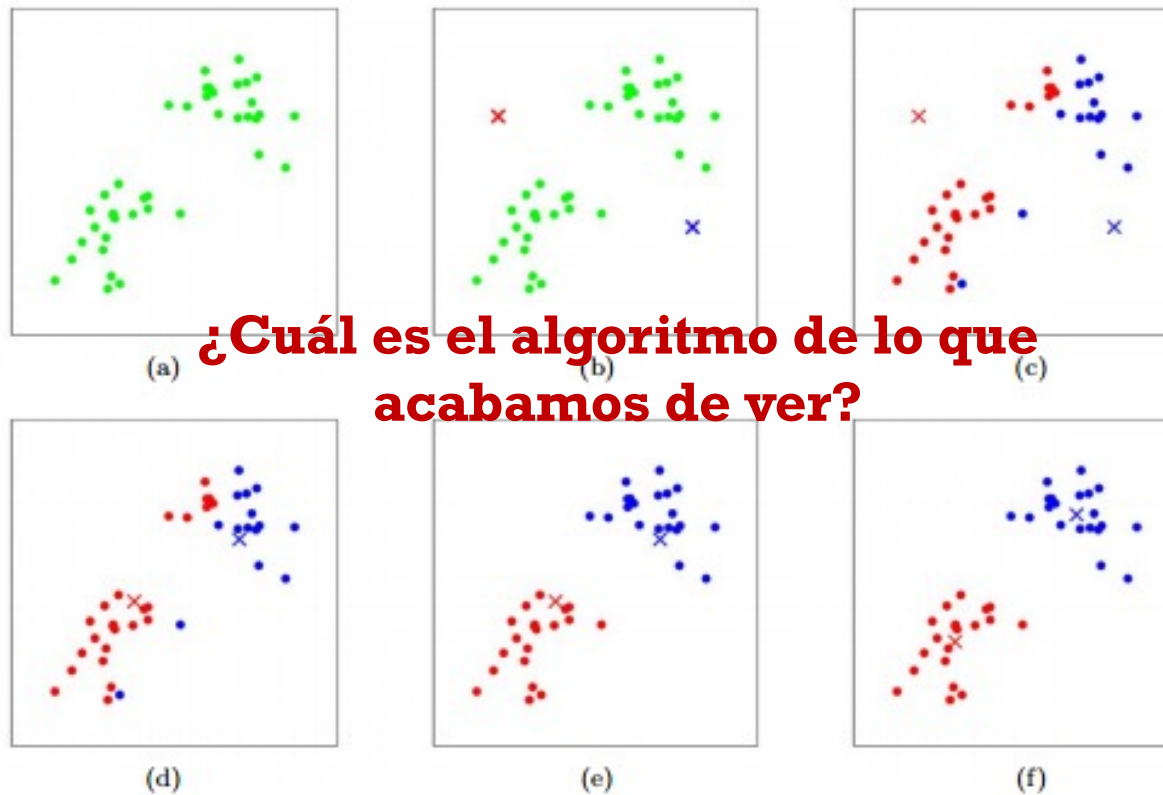 ¿Cuál es el algoritmo de lo que
(a)
(b)
(c)
acabamos de ver?
(d)
(e)
(f)